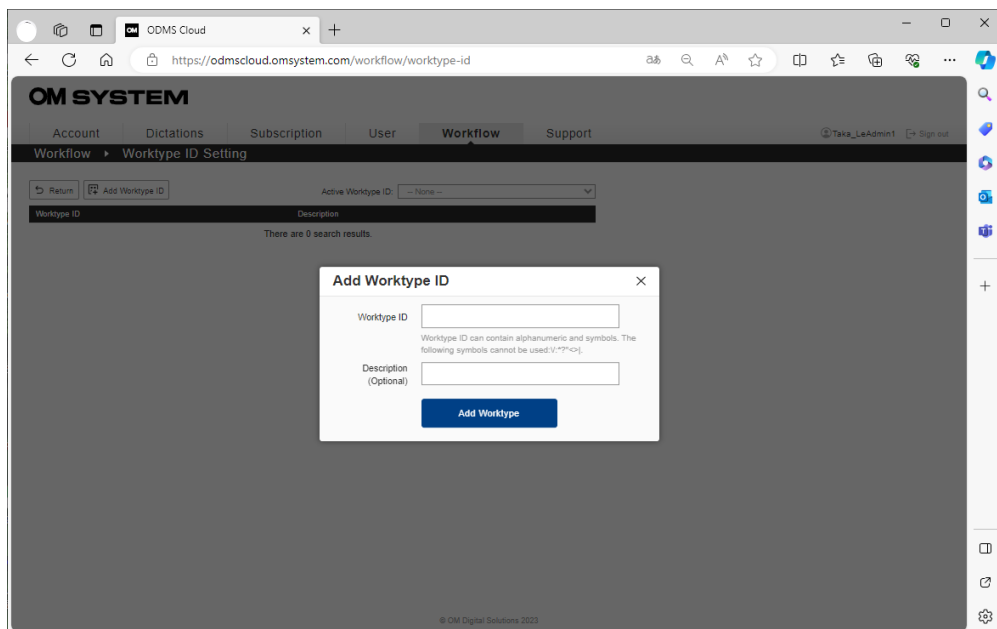 ODMS Cloud
https://odmscloud.omsystem.com/workflow/worktype-id
OM SYSTEM
Account Dictations Subscription User Workflow Support Taka_LeAdmin1 Sign out
Workflow ▸ Worktype ID Setting
Return Add Worktype ID Active Worktype ID: -- None --
Worktype ID Description
There are 0 search results.
Add Worktype ID
Worktype ID
Worktype ID can contain alphanumeric and symbols. The
following symbols cannot be used:\/:*?"<>|.
Description
(Optional)
Add Worktype
© OM Digital Solutions 2023